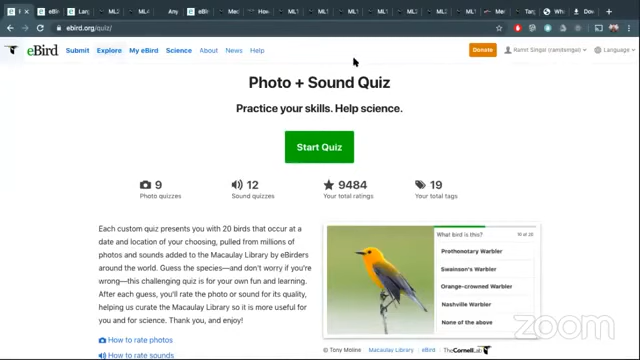 ebird.org/quiz/
eBird Submit Explore My eBird Science About News Help Donate Language
Photo + Sound Quiz
Practice your skills. Help science.
Start Quiz
9
Photo quizzes
12
Sound quizzes
9484
Your total ratings
19
Your total tags
Each custom quiz presents you with 20 birds that occur at a
date and location of your choosing, pulled from millions of
photos and sounds added to the Macaulay Library by eBirders
around the world. Guess the species—and don't worry if you're
wrong—this challenging quiz is for your own fun and learning.
After each guess, you'll rate the photo or sound for its quality,
helping us curate the Macaulay Library so it is more useful for
you and for science. Thank you, and enjoy!
How to rate photos
How to rate sounds
What bird is this?
Prothonotary Warbler
Swainson's Warbler
Orange-crowned Warbler
Nashville Warbler
None of the above
© Tony Moline Macaulay Library eBird TheCornellLab
zoom